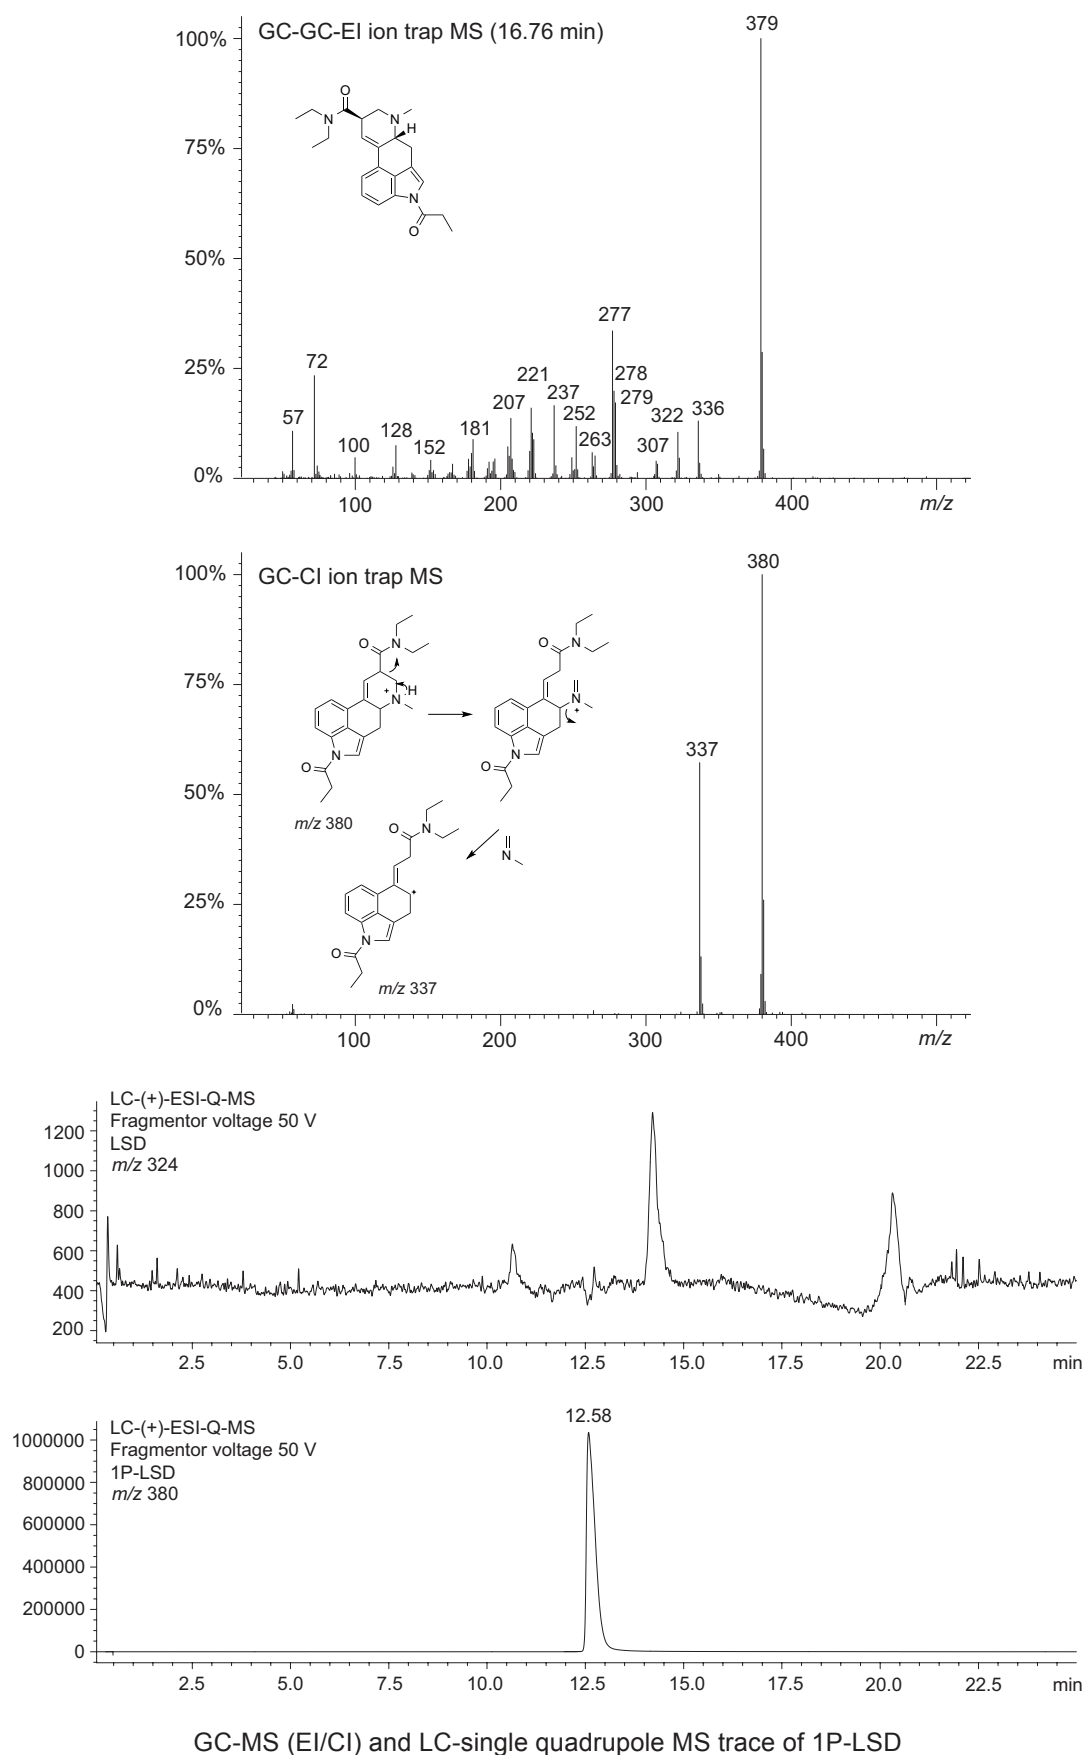 GC-GC-EI ion trap MS (16.76 min)
379
100%
O
N
N
H
75%
N
O
50%
277
25%
72
278
221
237
279
207
252
322
336
57
181
100
128
152
263
307
0%
100
200
300
400
m/z
GC-CI ion trap MS
380
100%
O
N
O
N
75%
+
H
N
N
+
337
N
N
O
O
50%
m/z 380
O
N
N
25%
+
N
O
m/z 337
0%
100
200
300
400
m/z
LC-(+)-ESI-Q-MS
Fragmentor voltage 50 V
LSD
m/z 324
1200
1000
800
600
400
200
2.5
5.0
7.5
10.0
12.5
15.0
17.5
20.0
22.5
min
LC-(+)-ESI-Q-MS
Fragmentor voltage 50 V
1P-LSD
m/z 380
12.58
1000000
800000
600000
400000
200000
0
2.5
5.0
7.5
10.0
12.5
15.0
17.5
20.0
22.5
min
GC-MS (EI/CI) and LC-single quadrupole MS trace of 1P-LSD